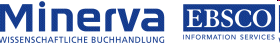 Minerva
WISSENSCHAFTLICHE BUCHHANDLUNG
EBSCO
INFORMATION SERVICES